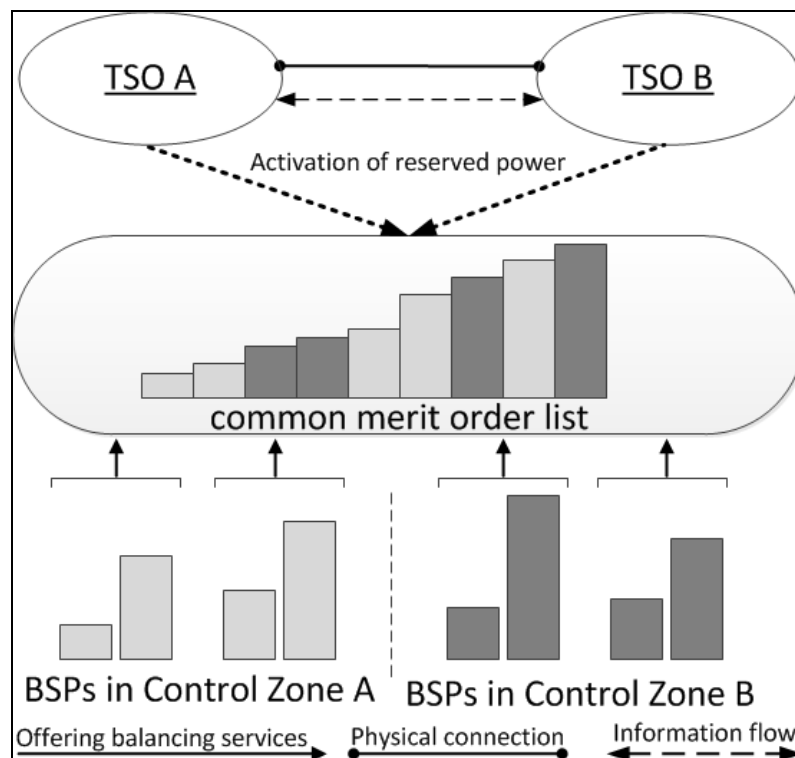 TSO A
TSO B
Activation of reserved power
common merit order list
BSPs in Control Zone A
BSPs in Control Zone B
Offering balancing services
Physical connection
Information flow